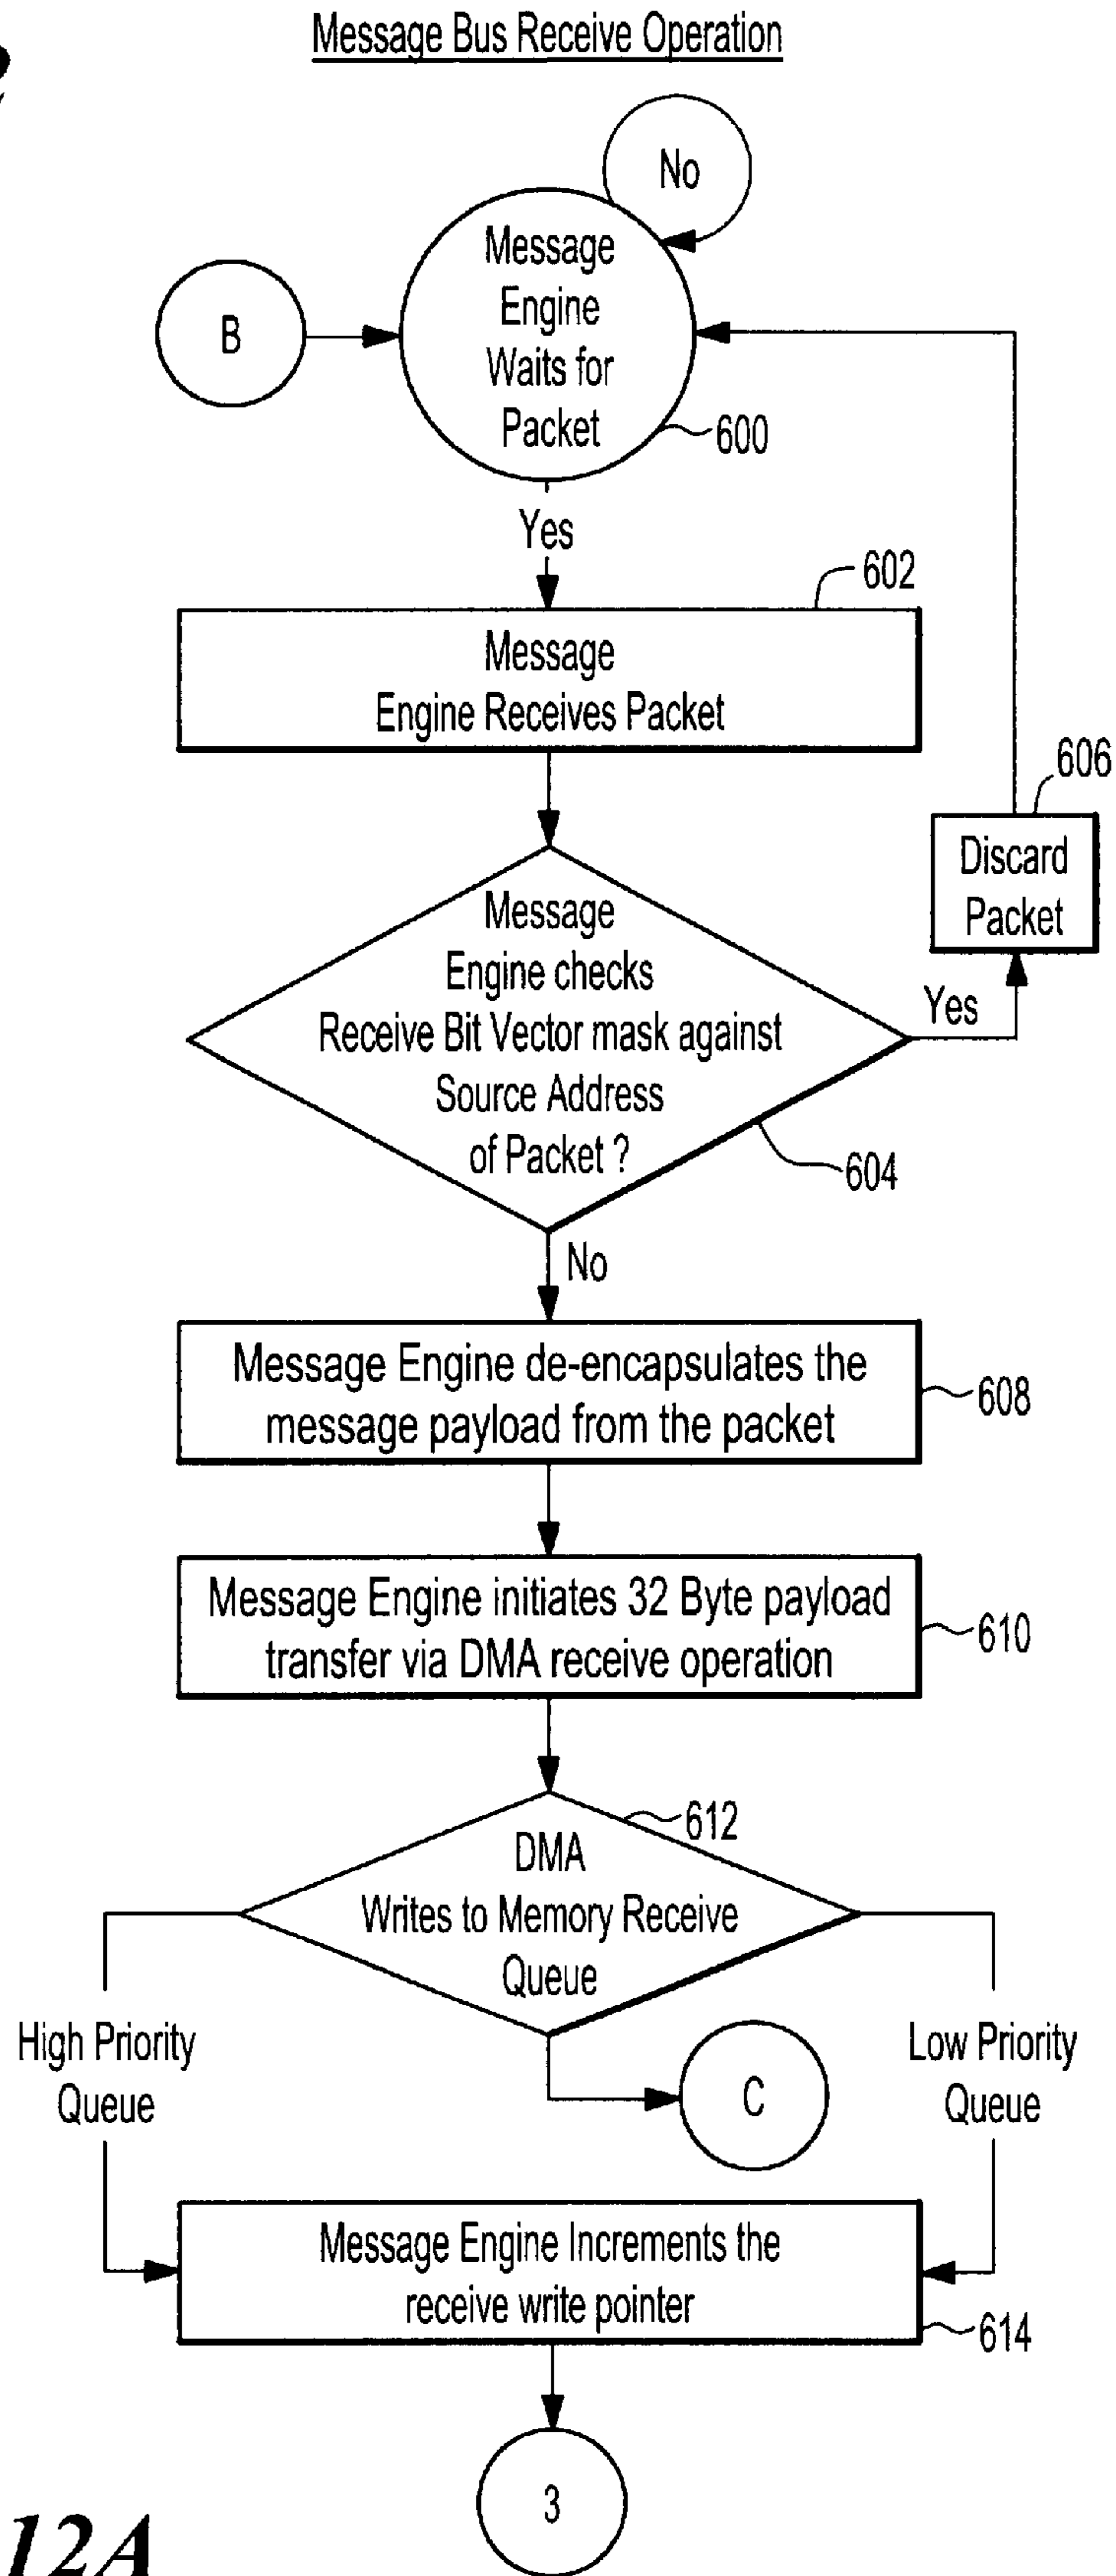 Message Bus Receive Operation
No
Message
Engine
Waits for
Packet
B
600
Yes
602
Message
Engine Receives Packet
606
Discard
Packet
Message
Engine checks
Receive Bit Vector mask against
Source Address
of Packet ?
Yes
604
No
Message Engine de-encapsulates the
message payload from the packet
608
Message Engine initiates 32 Byte payload
transfer via DMA receive operation
610
612
DMA
Writes to Memory Receive
Queue
High Priority
Queue
Low Priority
Queue
C
Message Engine Increments the
receive write pointer
614
3
12A